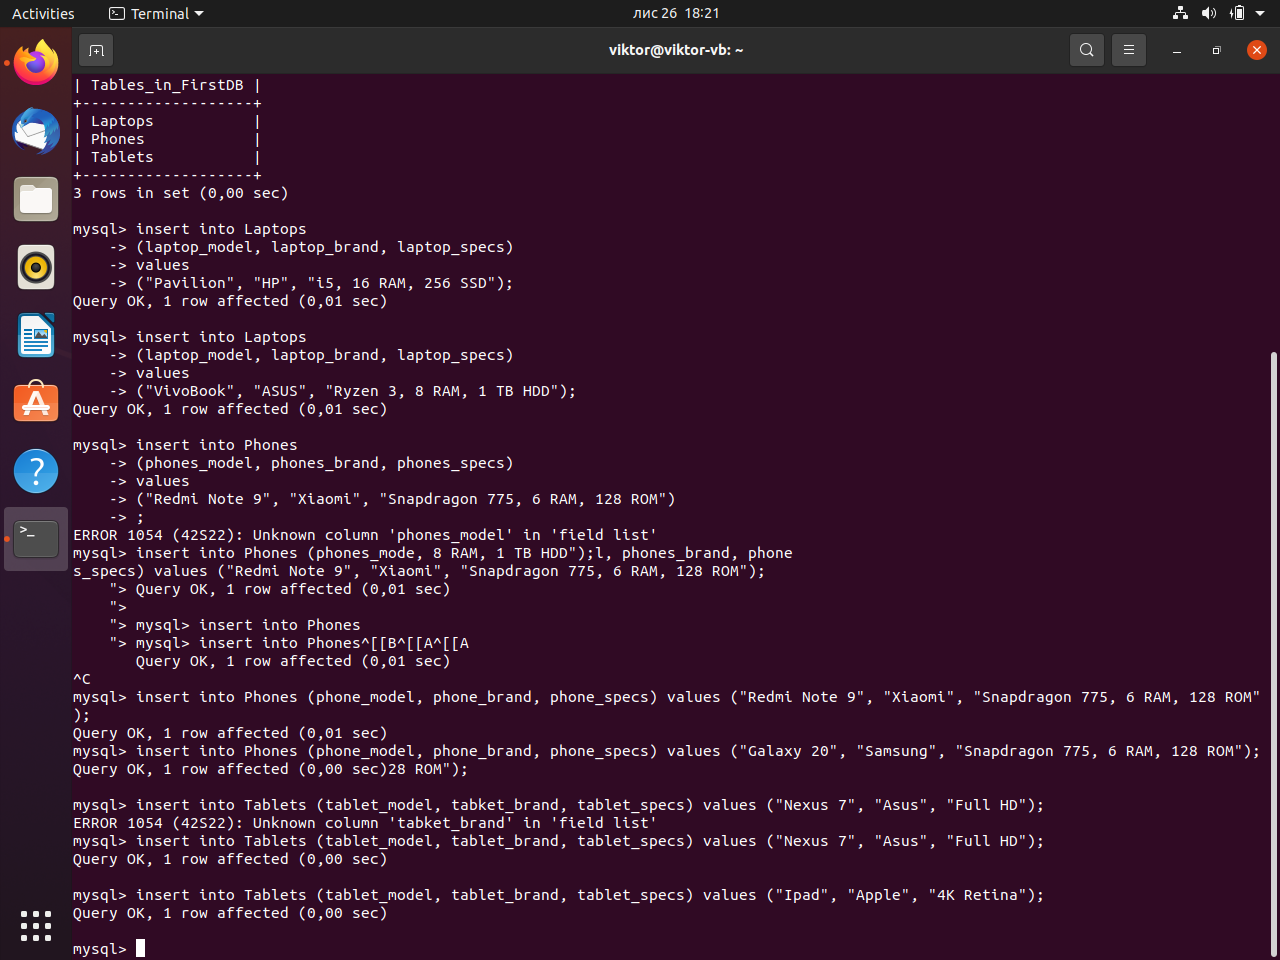 Activities
Terminal
лис 26 18:21
viktor@viktor-vb: ~
| Tables_in_FirstDB |
+-------------------+
| Laptops           |
| Phones            |
| Tablets           |
+-------------------+
3 rows in set (0,00 sec)
mysql> insert into Laptops
    -> (laptop_model, laptop_brand, laptop_specs)
    -> values
    -> ("Pavilion", "HP", "i5, 16 RAM, 256 SSD");
Query OK, 1 row affected (0,01 sec)
mysql> insert into Laptops
    -> (laptop_model, laptop_brand, laptop_specs)
    -> values
    -> ("VivoBook", "ASUS", "Ryzen 3, 8 RAM, 1 TB HDD");
Query OK, 1 row affected (0,01 sec)
mysql> insert into Phones
    -> (phones_model, phones_brand, phones_specs)
    -> values
    -> ("Redmi Note 9", "Xiaomi", "Snapdragon 775, 6 RAM, 128 ROM")
    -> ;
ERROR 1054 (42S22): Unknown column 'phones_model' in 'field list'
mysql> insert into Phones (phones_mode, 8 RAM, 1 TB HDD");l, phones_brand, phone
s_specs) values ("Redmi Note 9", "Xiaomi", "Snapdragon 775, 6 RAM, 128 ROM");
    "> Query OK, 1 row affected (0,01 sec)
    ">
    "> mysql> insert into Phones
    "> mysql> insert into Phones^[[B^[[A^[[A
       Query OK, 1 row affected (0,01 sec)
^C
mysql> insert into Phones (phone_model, phone_brand, phone_specs) values ("Redmi Note 9", "Xiaomi", "Snapdragon 775, 6 RAM, 128 ROM"
);
Query OK, 1 row affected (0,01 sec)
mysql> insert into Phones (phone_model, phone_brand, phone_specs) values ("Galaxy 20", "Samsung", "Snapdragon 775, 6 RAM, 128 ROM");
Query OK, 1 row affected (0,00 sec)28 ROM");
mysql> insert into Tablets (tablet_model, tabket_brand, tablet_specs) values ("Nexus 7", "Asus", "Full HD");
ERROR 1054 (42S22): Unknown column 'tabket_brand' in 'field list'
mysql> insert into Tablets (tablet_model, tablet_brand, tablet_specs) values ("Nexus 7", "Asus", "Full HD");
Query OK, 1 row affected (0,00 sec)
mysql> insert into Tablets (tablet_model, tablet_brand, tablet_specs) values ("Ipad", "Apple", "4K Retina");
Query OK, 1 row affected (0,00 sec)
mysql>